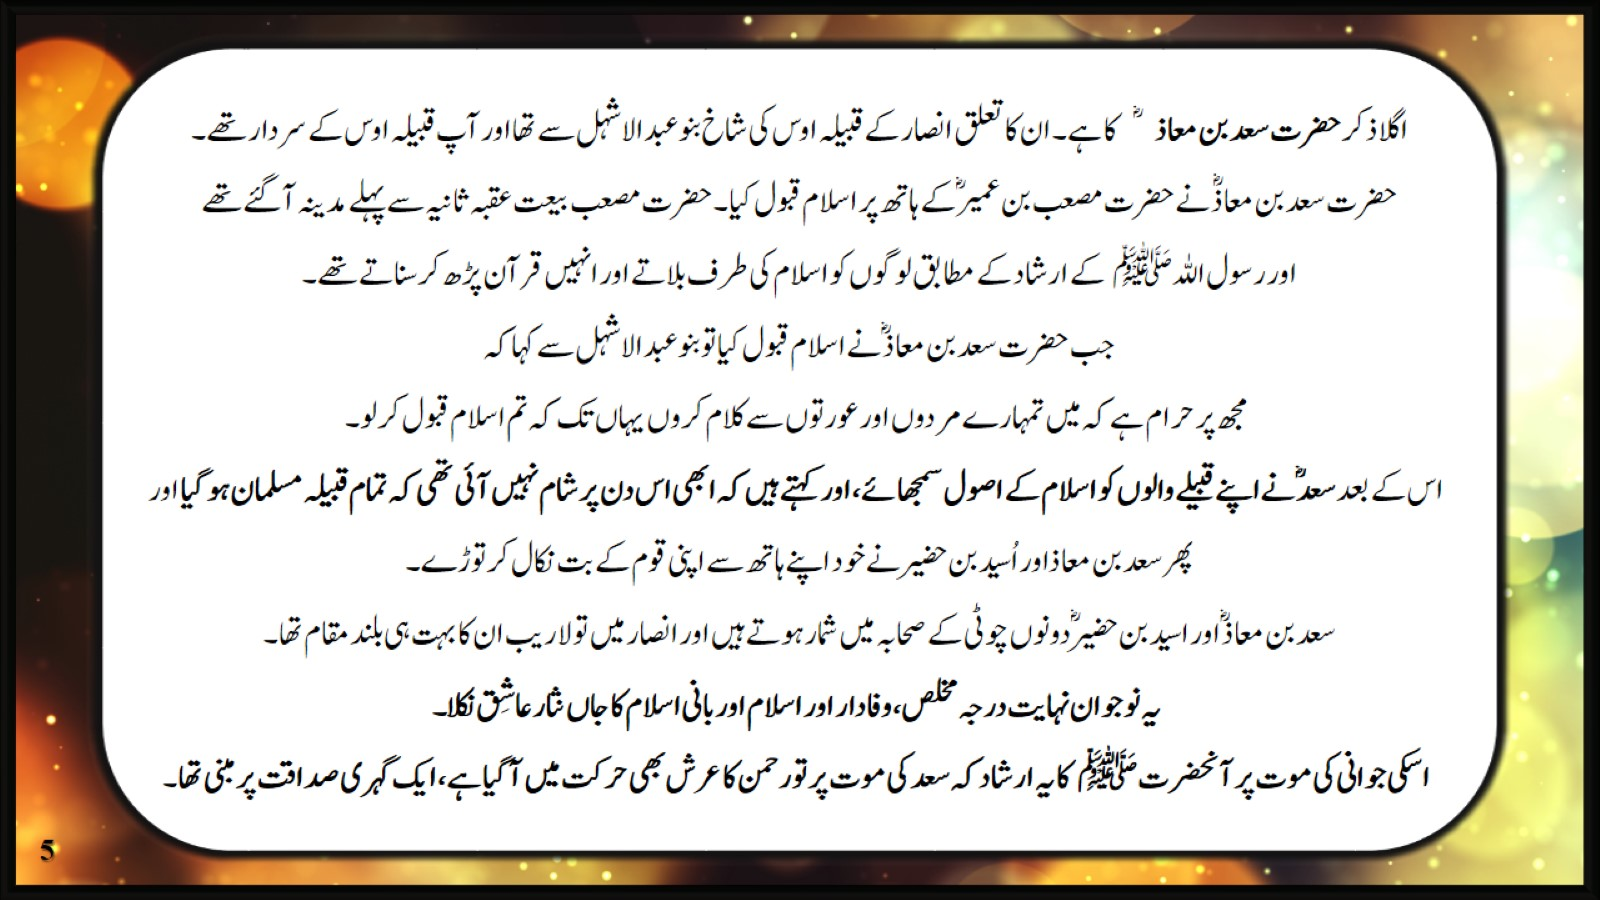 اگلا ذکر حضرت سعد بن معاذ ؓ کا ہے۔ ان کا تعلق انصار کے قبیلہ اوس کی شاخ بنو عبد الاشہل سے تھا اور آپ قبیلہ اوس کے سردار تھے۔
حضرت سعد بن معاذؓ نے حضرت مصعب بن عمیرؓ کے ہاتھ پر اسلام قبول کیا۔ حضرت مصعب بیعت عقبہ ثانیہ سے پہلے مدینہ آ گئے تھے
اور رسول اللہ ﷺ کے ارشاد کے مطابق لوگوں کو اسلام کی طرف بلاتے اور انہیں قرآن پڑھ کر سناتے تھے۔
جب حضرت سعد بن معاذؓ نے اسلام قبول کیا تو بنو عبد الاشہل سے کہا کہ
مجھ پر حرام ہے کہ میں تمہارے مردوں اور عورتوں سے کلام کروں یہاں تک کہ تم اسلام قبول کر لو۔
اس کے بعد سعدؓ نے اپنے قبیلے والوں کو اسلام کے اصول سمجھائے، اور کہتے ہیں کہ ابھی اس دن پر شام نہیں آئی تھی کہ تمام قبیلہ مسلمان ہو گیا اور
پھر سعد بن معاذ اور اُسید بن حضیر نے خود اپنے ہاتھ سے اپنی قوم کے بت نکال کر توڑے۔
سعد بن معاذؓ اور اسید بن حضیرؓ دونوں چوٹی کے صحابہ میں شمار ہوتے ہیں اور انصار میں تو لاریب ان کا بہت ہی بلند مقام تھا۔
یہ نوجوان نہایت درجہ مخلص، وفادار اور اسلام اور بانی اسلام کا جاں نثار عاشِق نکلا۔
اسکی جوانی کی موت پر آنحضرت ﷺ کا یہ ارشاد کہ سعد کی موت پر تو رحمن کا عرش بھی حرکت میں آ گیا ہے، ایک گہری صداقت پر مبنی تھا۔
5